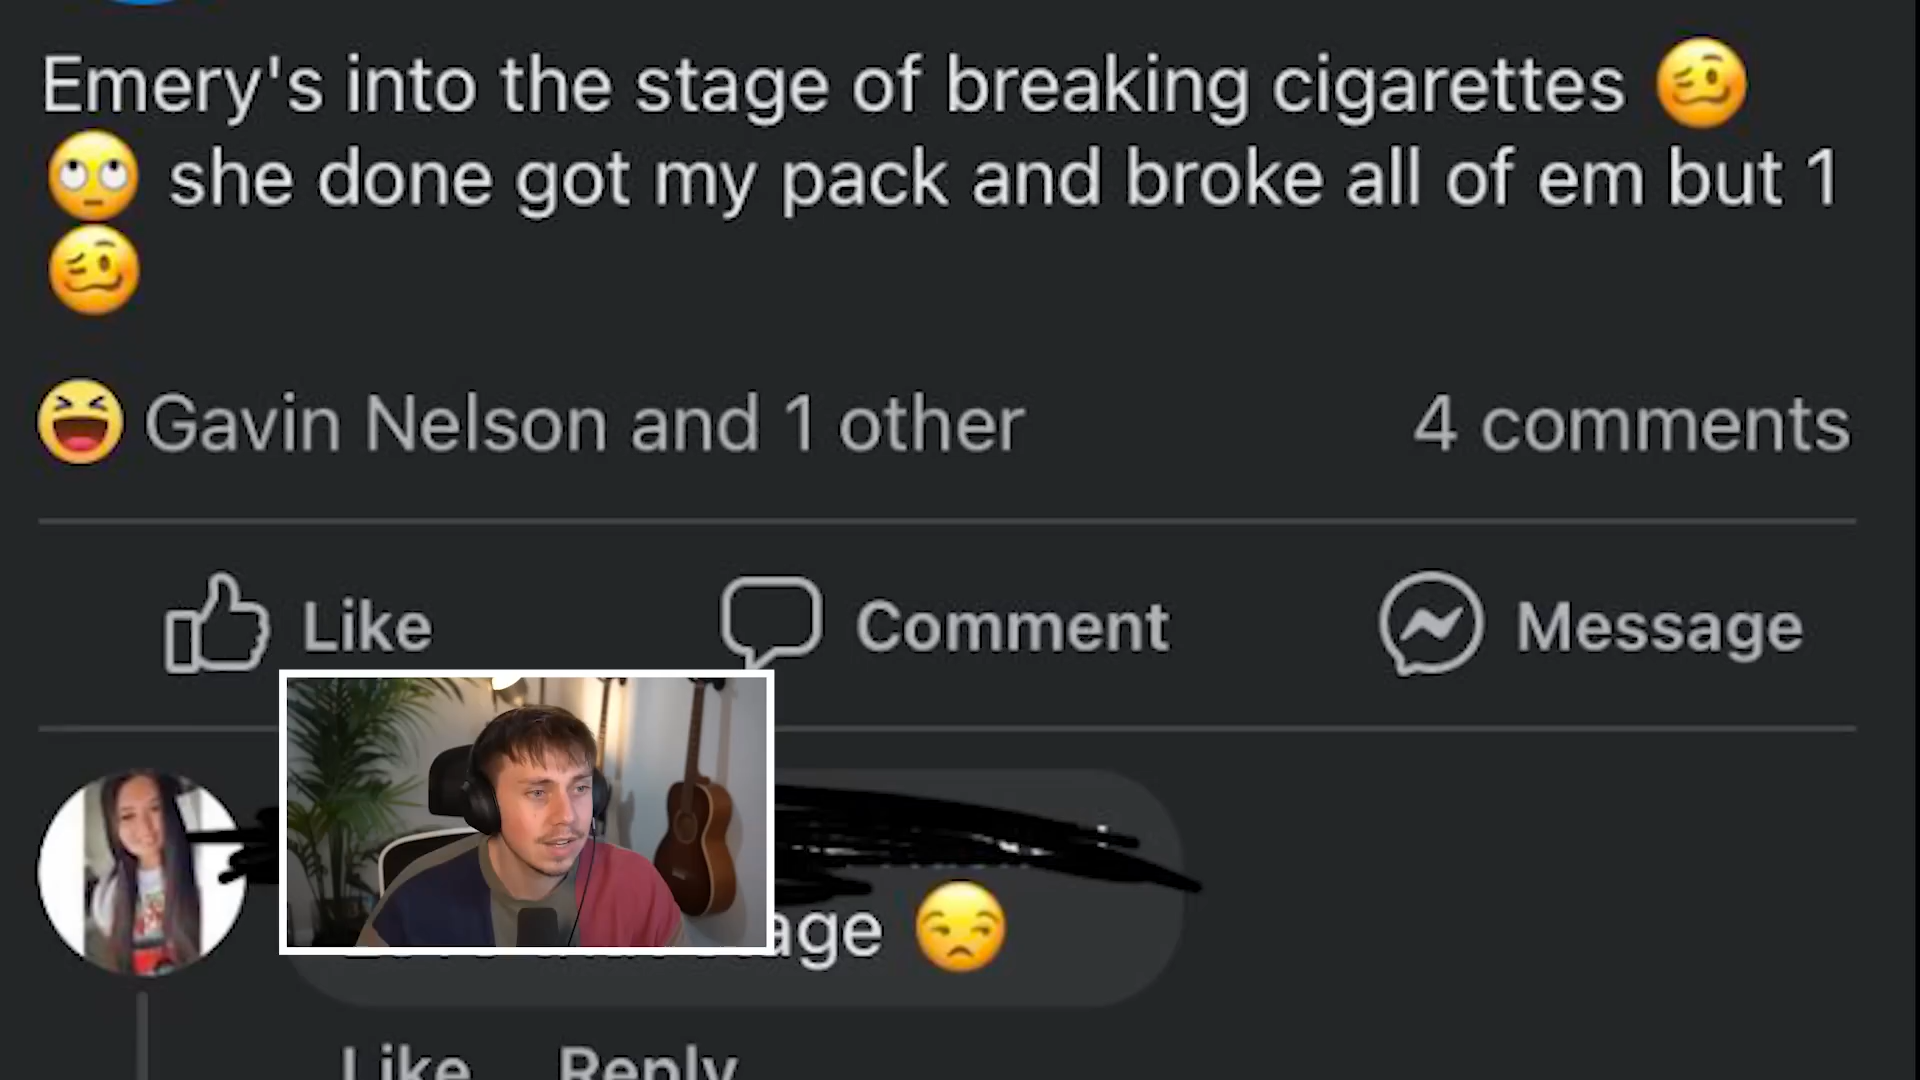 Emery's into the stage of breaking cigarettes 🥴
🙄 she done got my pack and broke all of em but 1
🥴
😆 Gavin Nelson and 1 other 4 comments
Like Comment Message
😒
Like Reply